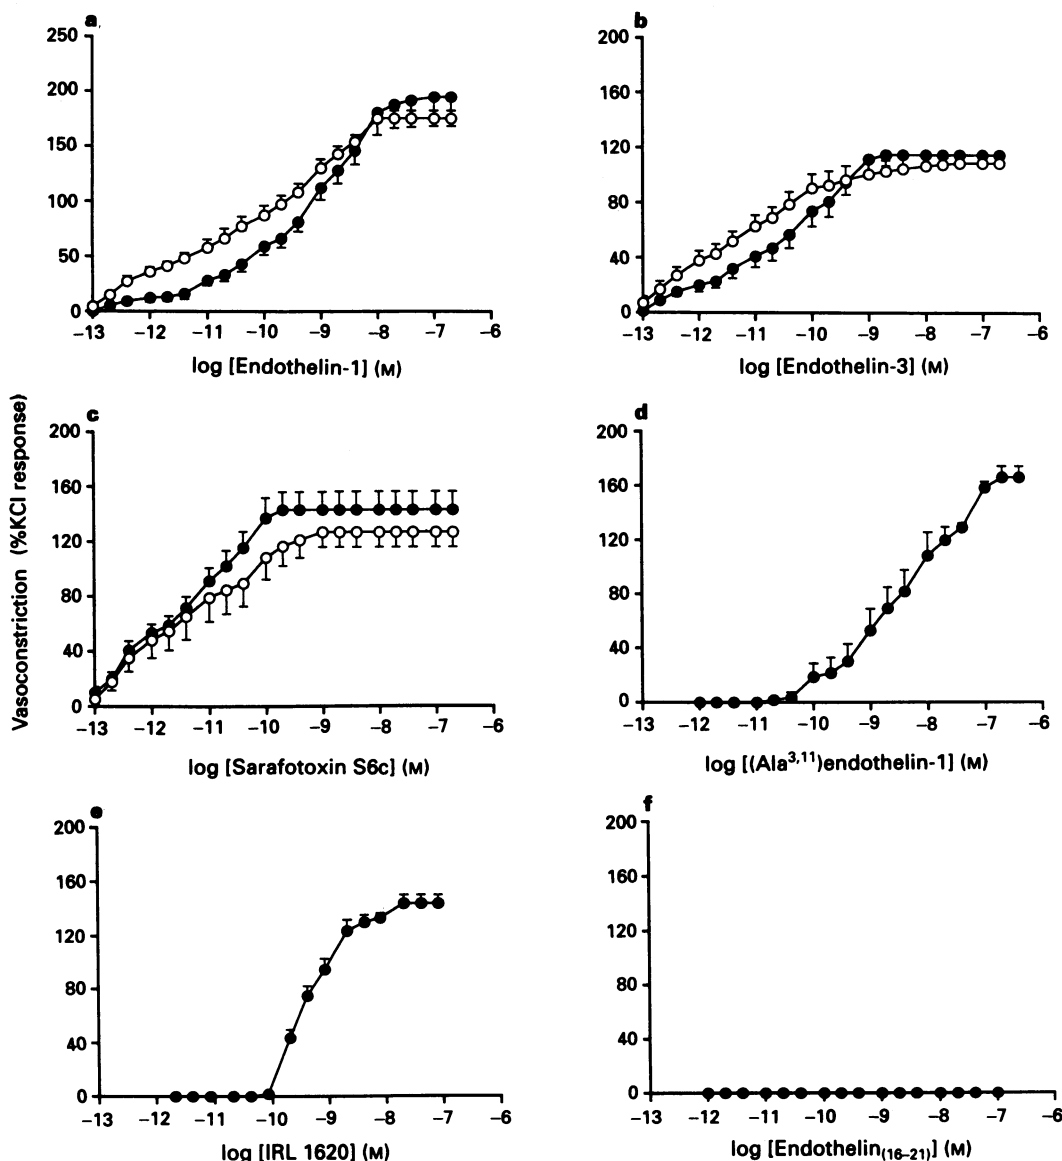 a
250
200
150
100
50
0
−13 −12 −11 −10 −9 −8 −7 −6
log [Endothelin-1] (M)
b
200
160
120
80
40
0
−13 −12 −11 −10 −9 −8 −7 −6
log [Endothelin-3] (M)
Vasoconstriction (%KCl response)
c
200
160
120
80
40
0
−13 −12 −11 −10 −9 −8 −7 −6
log [Sarafotoxin S6c] (M)
d
200
160
120
80
40
0
−13 −12 −11 −10 −9 −8 −7 −6
log [(Ala3,11)endothelin-1] (M)
e
200
160
120
80
40
0
−13 −12 −11 −10 −9 −8 −7 −6
log [IRL 1620] (M)
f
200
160
120
80
40
0
−13 −12 −11 −10 −9 −8 −7 −6
log [Endothelin(16–21)] (M)